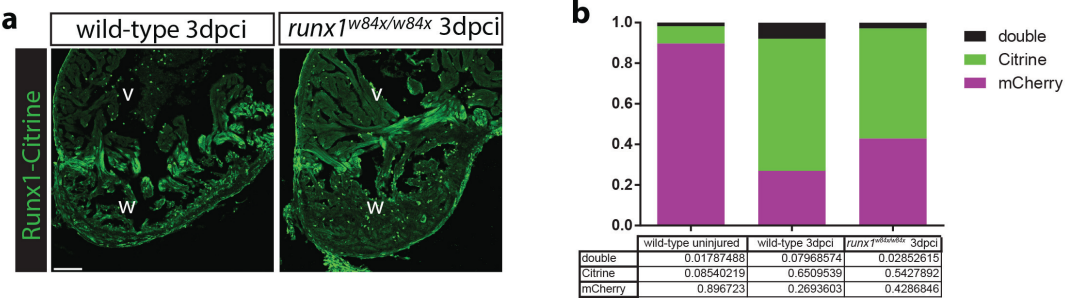 a
wild-type 3dpci
runx1w84x/w84x 3dpci
Runx1-Citrine
V
W
V
W
b
1.0
0.8
0.6
0.4
0.2
0.0
double
Citrine
mCherry
wild-type uninjured wild-type 3dpci runx1w84x/w84x 3dpci
double 0.01787488 0.07968574 0.02852615
Citrine 0.08540219 0.6509539 0.5427892
mCherry 0.896723 0.2693603 0.4286846